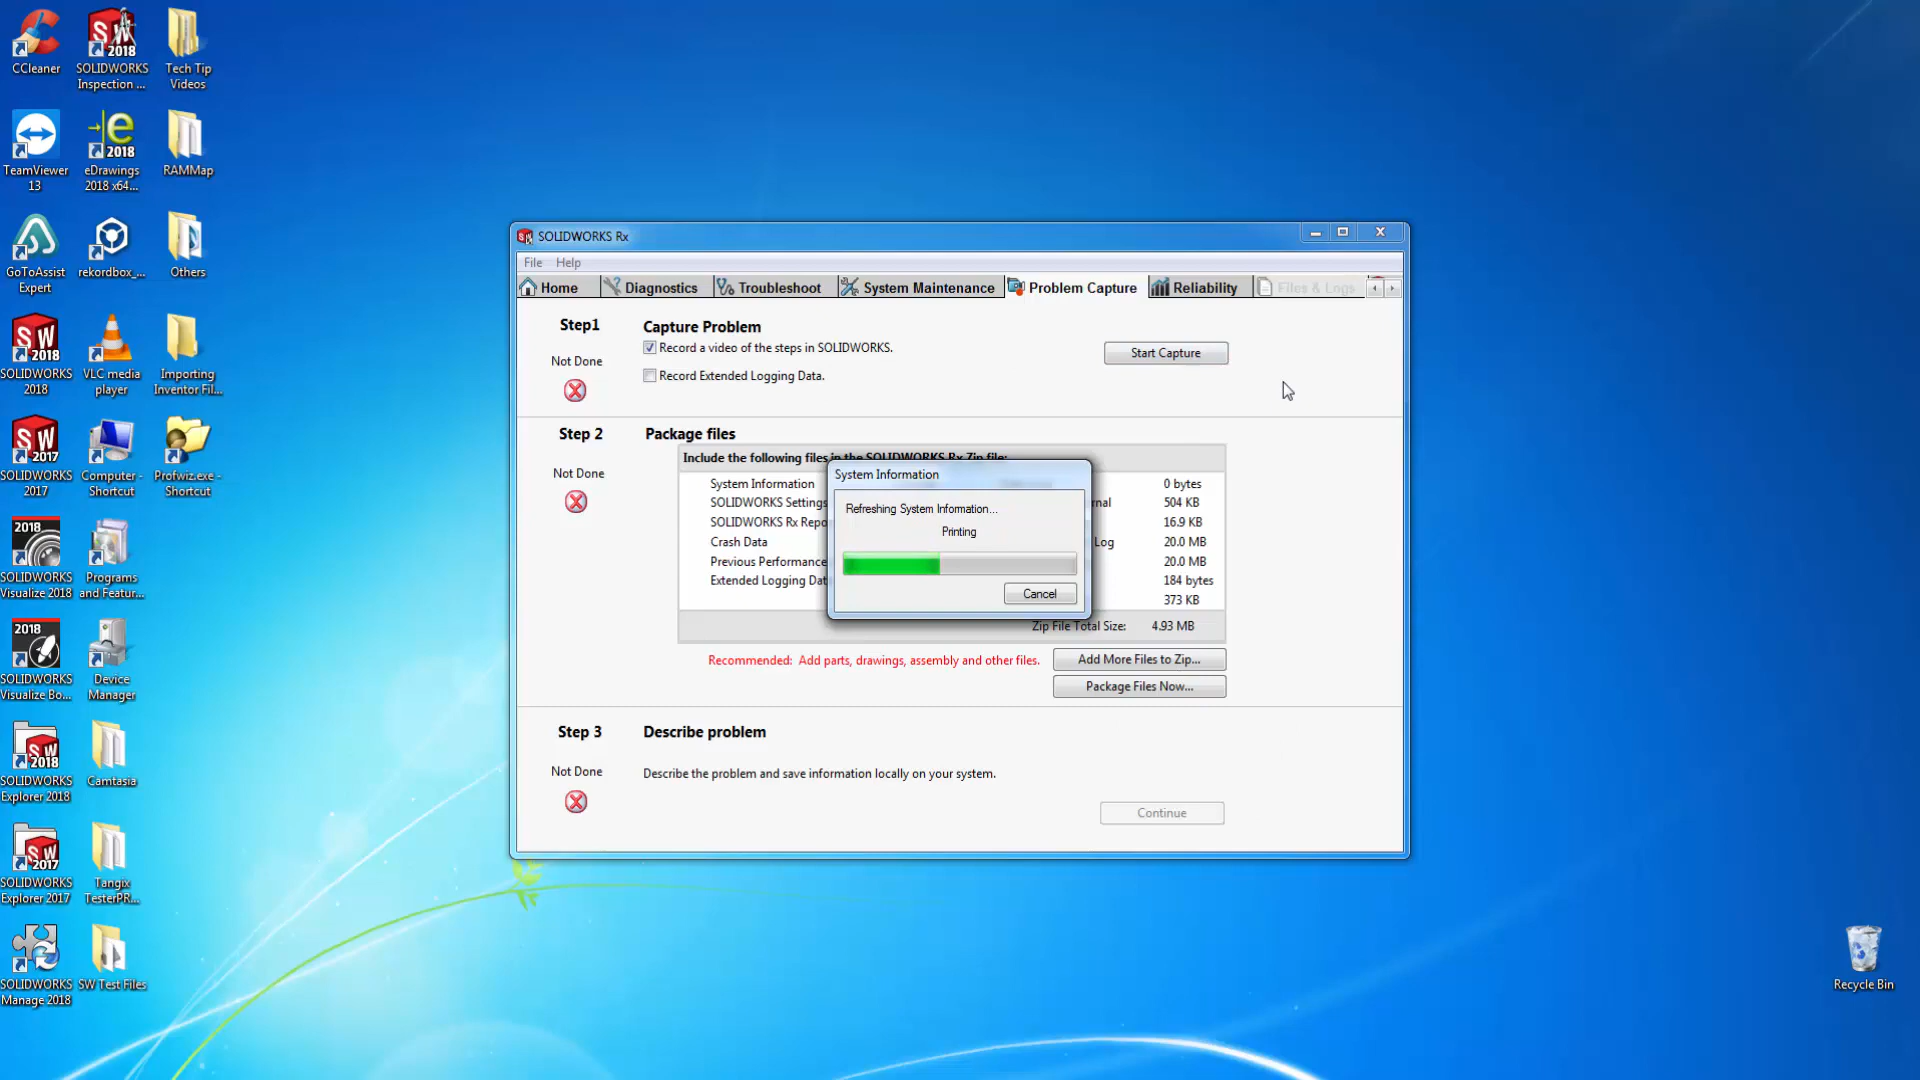 CCleaner
SOLIDWORKS
Inspection ...
Tech Tip
Videos
TeamViewer
13
eDrawings
2018 x64...
RAMMap
GoToAssist
Expert
rekordbox_...
Others
SOLIDWORKS
2018
VLC media
player
Importing
Inventor Fil...
SOLIDWORKS
2017
Computer -
Shortcut
Profwiz.exe -
Shortcut
SOLIDWORKS
Visualize 2018
Programs
and Featur...
SOLIDWORKS
Visualize Bo...
Device
Manager
SOLIDWORKS
Explorer 2018
Camtasia
SOLIDWORKS
Explorer 2017
Tangix
TesterPR...
SOLIDWORKS
Manage 2018
SW Test Files
Recycle Bin
SOLIDWORKS Rx
File Help
Home Diagnostics Troubleshoot System Maintenance Problem Capture Reliability Files & Logs
Step1 Capture Problem
Record a video of the steps in SOLIDWORKS.
Start Capture
Not Done
Record Extended Logging Data.
Step 2 Package files
Include the following files in the SOLIDWORKS Rx Zip file:
Not Done
System Information 0 bytes
SOLIDWORKS Settings 504 KB
SOLIDWORKS Rx 16.9 KB
Crash Data Log 20.0 MB
Previous Performance 20.0 MB
Extended Logging 184 bytes
373 KB
Zip File Total Size: 4.93 MB
Recommended: Add parts, drawings, assembly and other files.
Add More Files to Zip...
Package Files Now...
System Information
Refreshing System Information...
Printing
Cancel
Step 3 Describe problem
Not Done
Describe the problem and save information locally on your system.
Continue